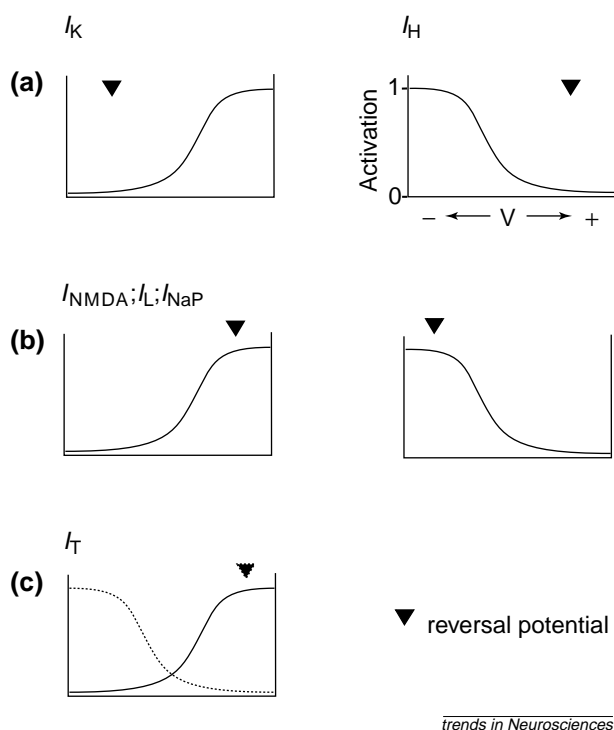 I_K I_H
(a)
Activation
1
0
− ← V → +
I_NMDA;I_L;I_NaP
(b)
I_T
(c)
reversal potential
trends in Neurosciences